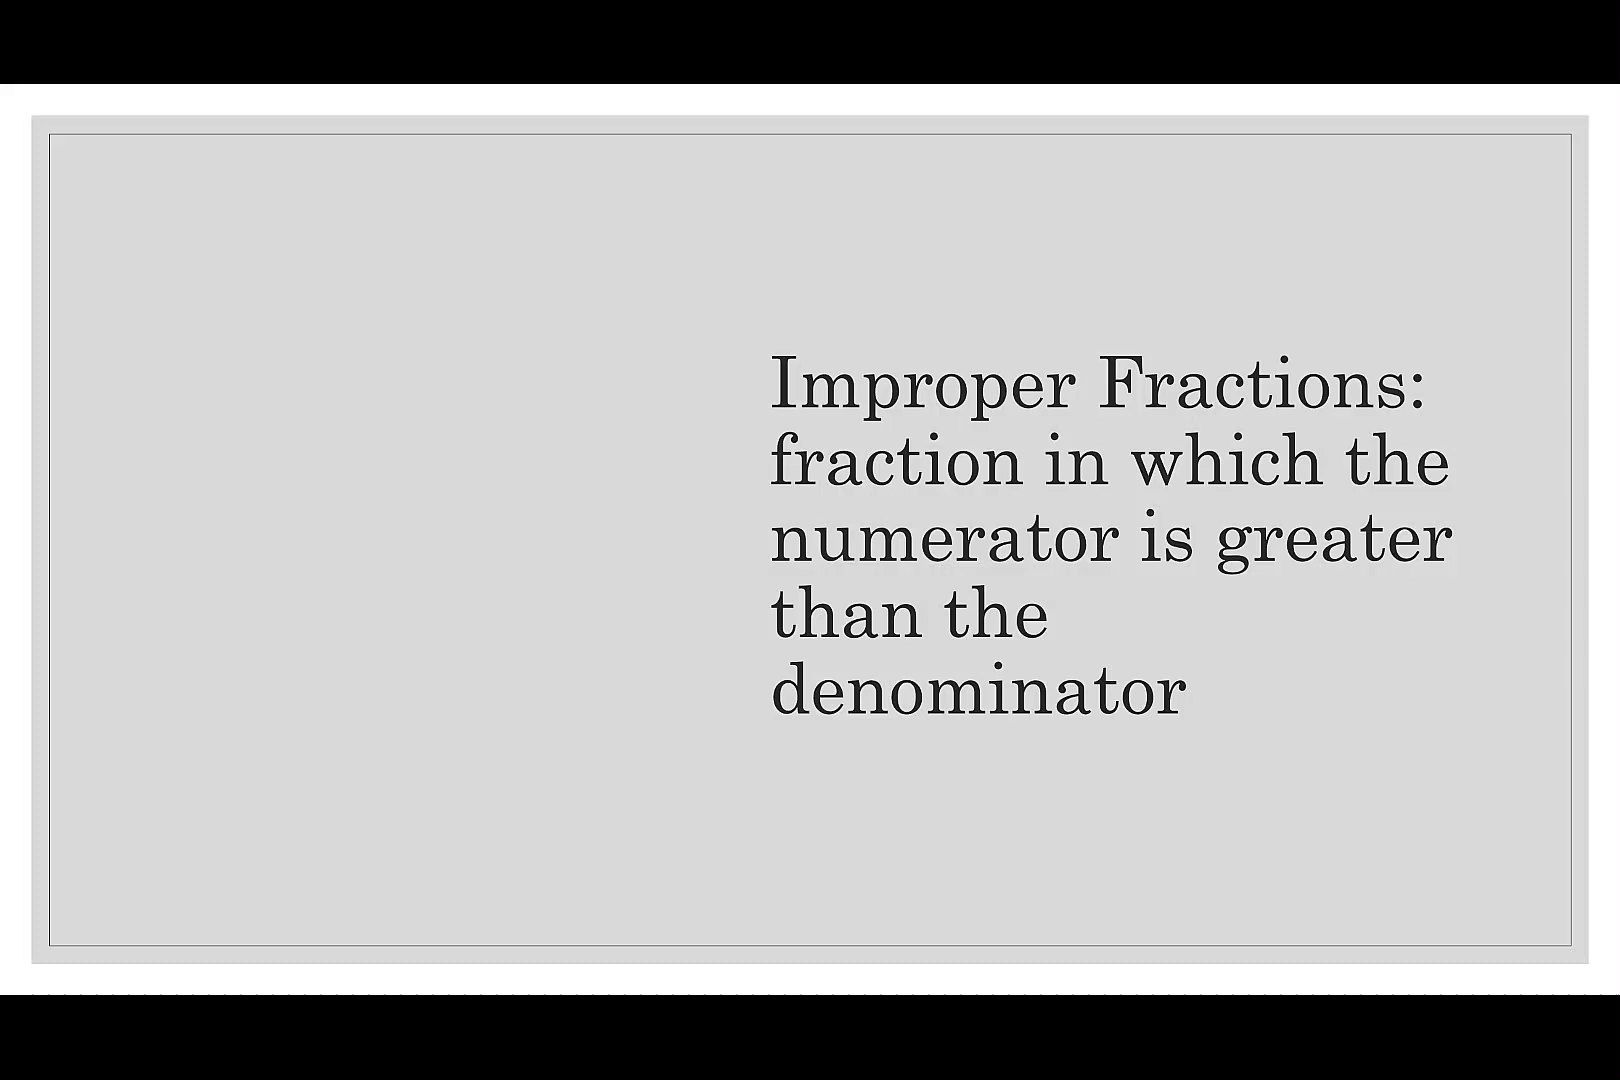 Improper Fractions:
fraction in which the
numerator is greater
than the
denominator